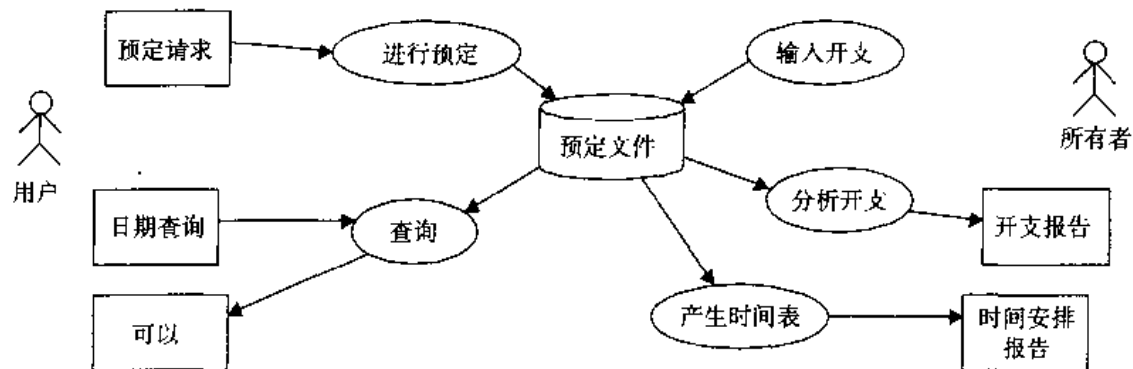 预定请求
进行预定
输入开支
预定文件
用户
所有者
日期查询
查询
分析开支
开支报告
可以
产生时间表
时间安排
报告